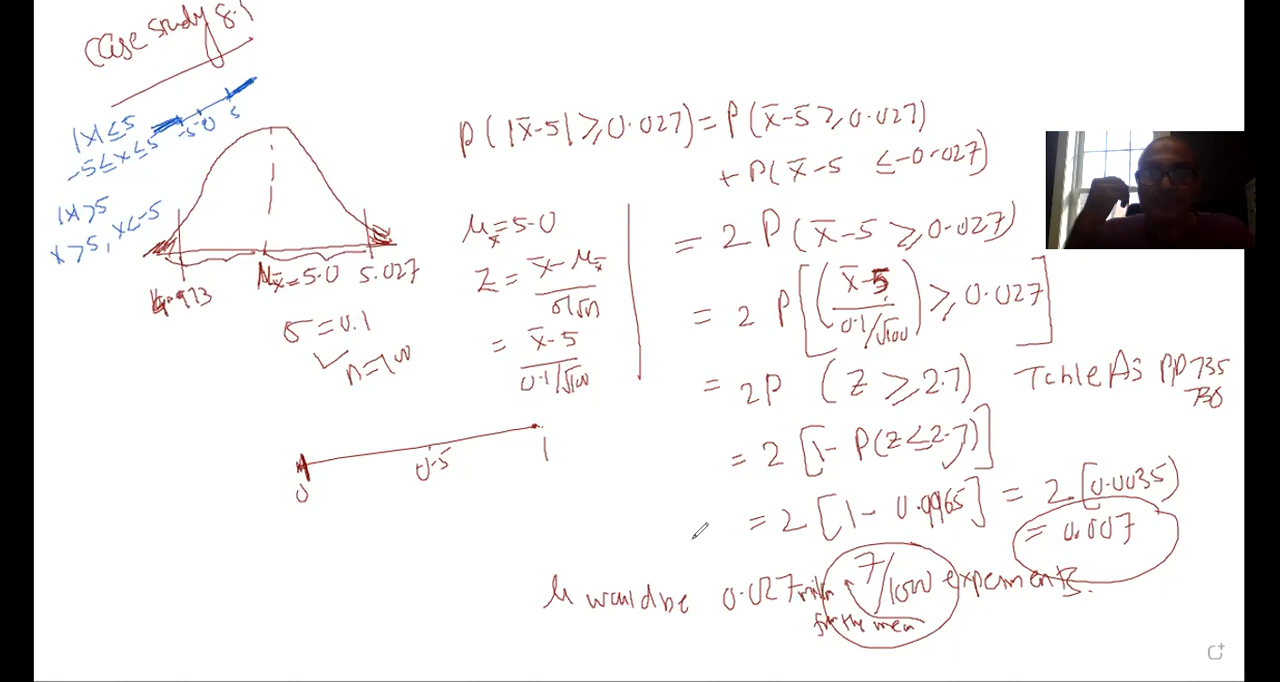 Case Study 8.1
|x| ≤ 5
-5 ≤ x ≤ 5
-5 0 5
|x| > 5
x > 5, x < -5
4.973 μx̄ = 5.0 5.027
σ = 0.1
n = 100
0 0.5 1
μx̄ = 5.0
Z = (x̄ - μx̄) / (σ/√n)
= (x̄ - 5) / (0.1/√100)
P(|x̄-5| ≥ 0.027) = P(x̄-5 ≥ 0.027)
+ P(x̄-5 ≤ -0.027)
= 2 P(x̄-5 ≥ 0.027)
= 2 P[((x̄-5) / (0.1/√100)) ≥ 0.027]
= 2P (Z ≥ 2.7) Table A3 PP 735
= 2 [1 - P(Z ≤ 2.7)]
= 2 [1 - 0.9965] = 2.(0.0035)
= 0.007
μ would be 0.027 7/1000 experiments.
for the mean